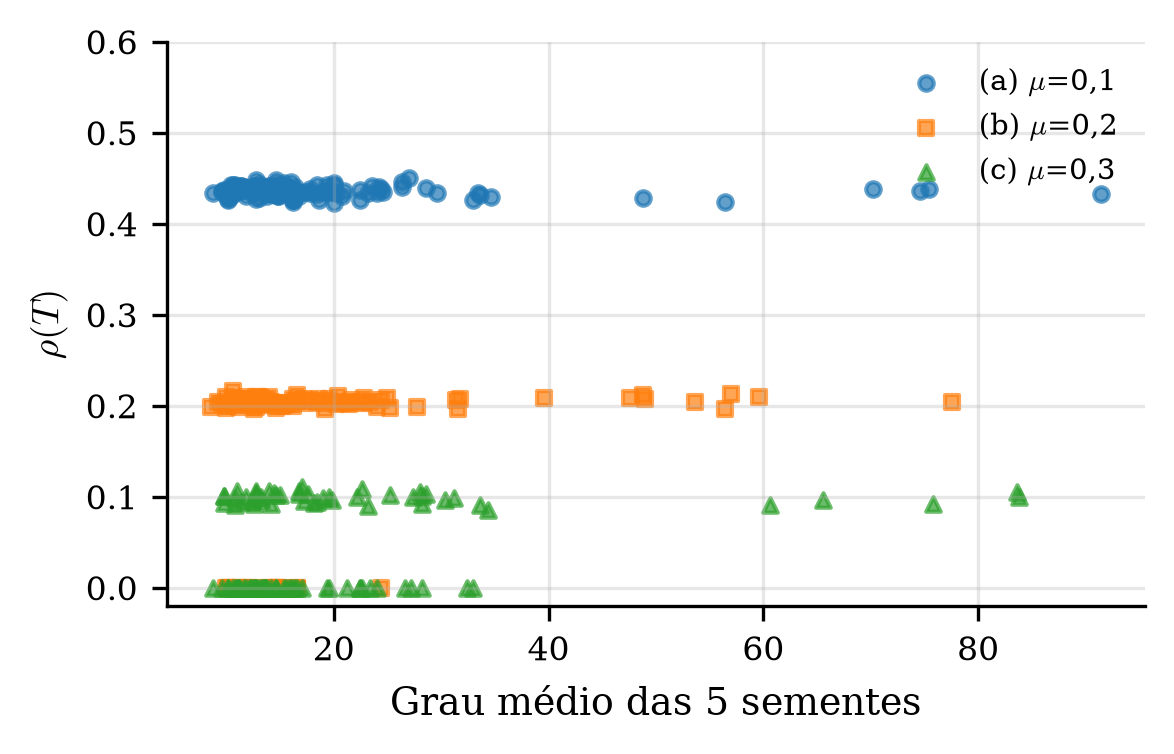 0.6
0.5
0.4
0.3
0.2
0.1
0.0
ρ(T)
(a) μ=0,1
(b) μ=0,2
(c) μ=0,3
20 40 60 80
Grau médio das 5 sementes